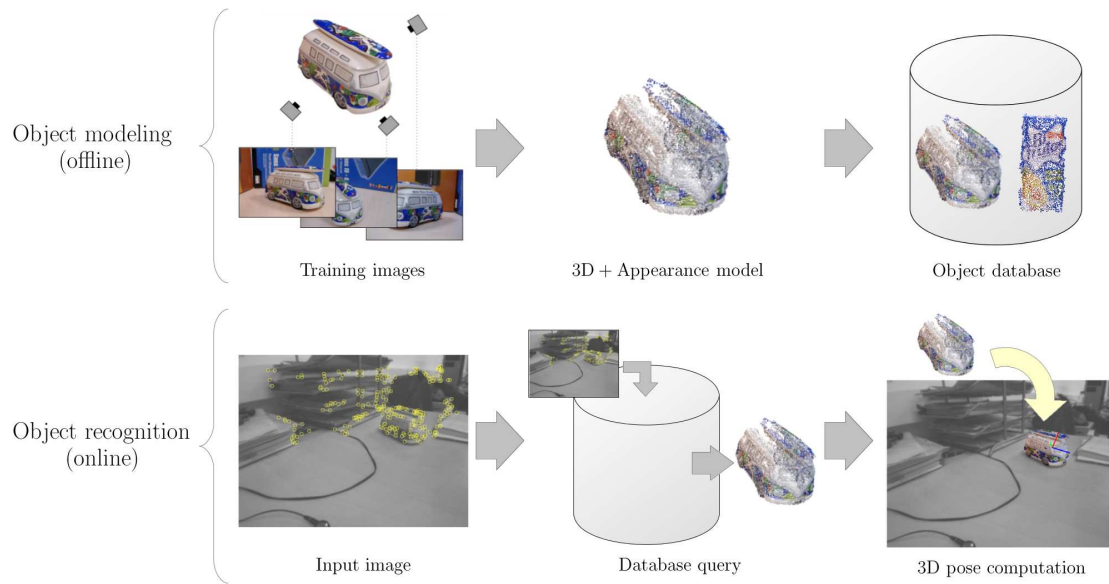 Object modeling
(offline)
Training images
3D + Appearance model
Object database
Object recognition
(online)
Input image
Database query
3D pose computation